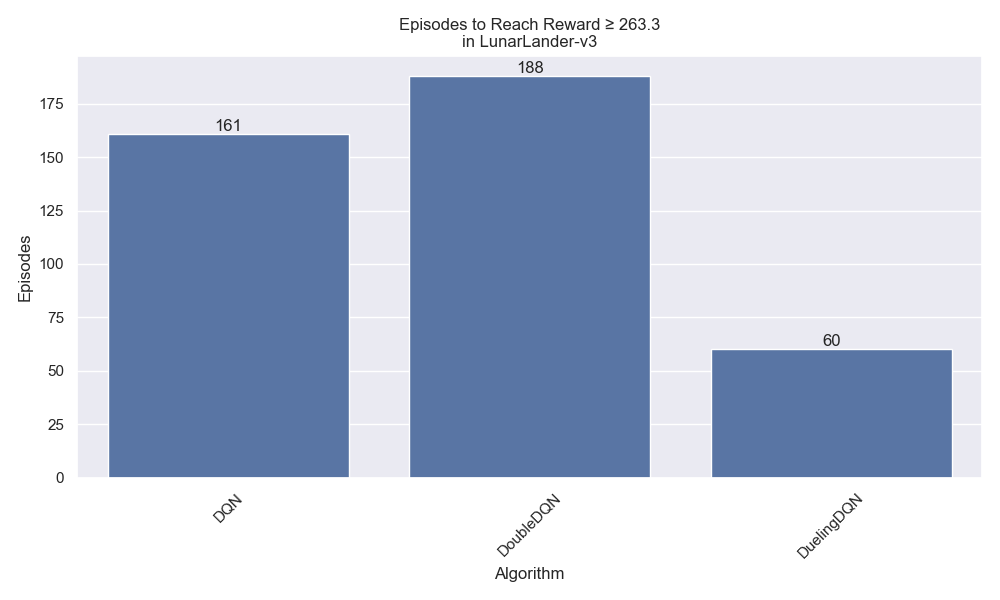 Episodes to Reach Reward ≥ 263.3
in LunarLander-v3
Episodes
175
150
125
100
75
50
25
0
161
188
60
DQN
DoubleDQN
DuelingDQN
Algorithm